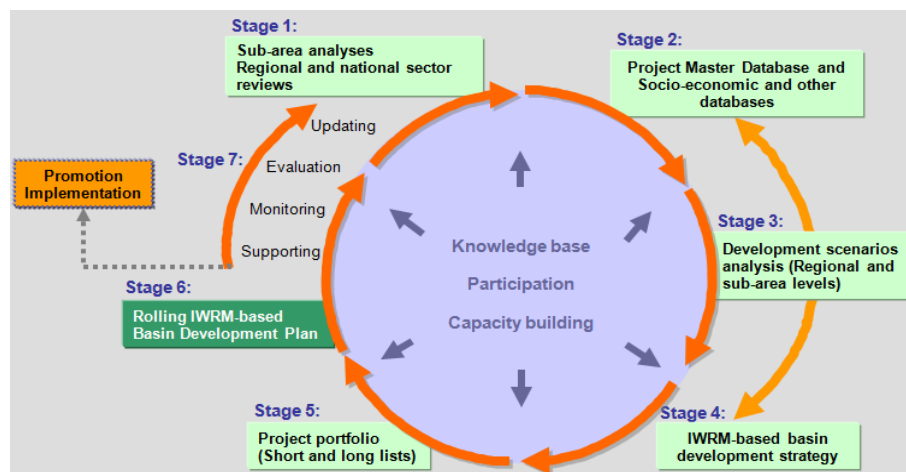 Stage 1:
Sub-area analyses
Regional and national sector
reviews
Stage 2:
Project Master Database and
Socio-economic and other
databases
Stage 3:
Development scenarios
analysis (Regional and
sub-area levels)
Stage 4:
IWRM-based basin
development strategy
Stage 5:
Project portfolio
(Short and long lists)
Stage 6:
Rolling IWRM-based
Basin Development Plan
Stage 7:
Updating
Evaluation
Monitoring
Supporting
Promotion
Implementation
Knowledge base
Participation
Capacity building